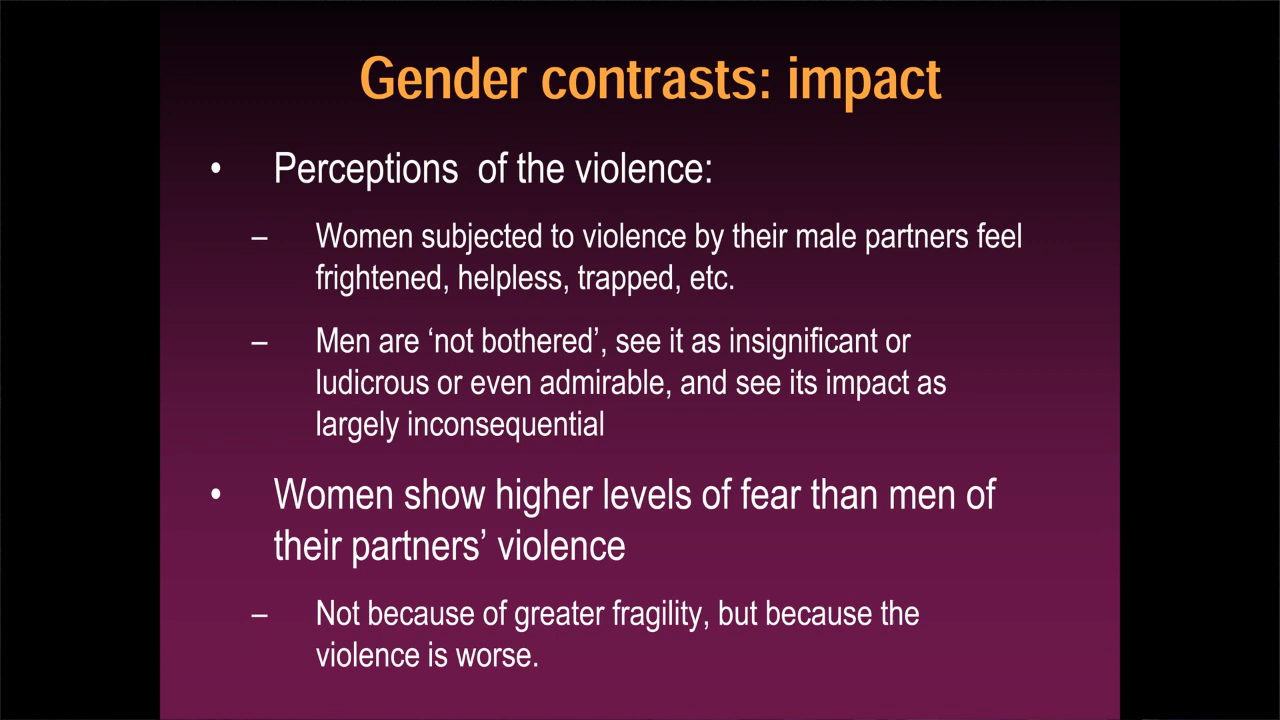 Gender contrasts: impact
• Perceptions  of the violence:
– Women subjected to violence by their male partners feel
frightened, helpless, trapped, etc.
– Men are ‘not bothered’, see it as insignificant or
ludicrous or even admirable, and see its impact as
largely inconsequential
• Women show higher levels of fear than men of
their partners’ violence
– Not because of greater fragility, but because the
violence is worse.